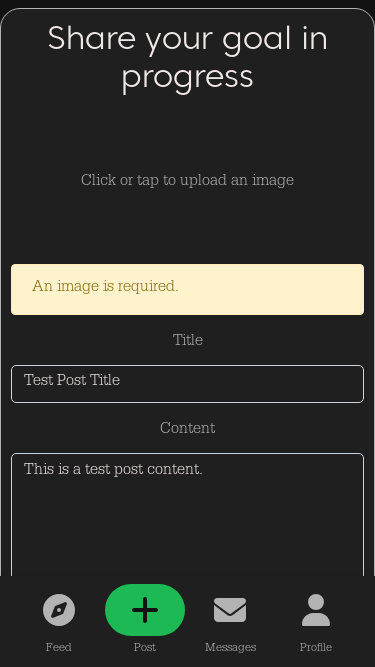 Share your goal in
progress
Click or tap to upload an image
An image is required.
Title
Test Post Title
Content
This is a test post content.
Feed
Post
Messages
Profile